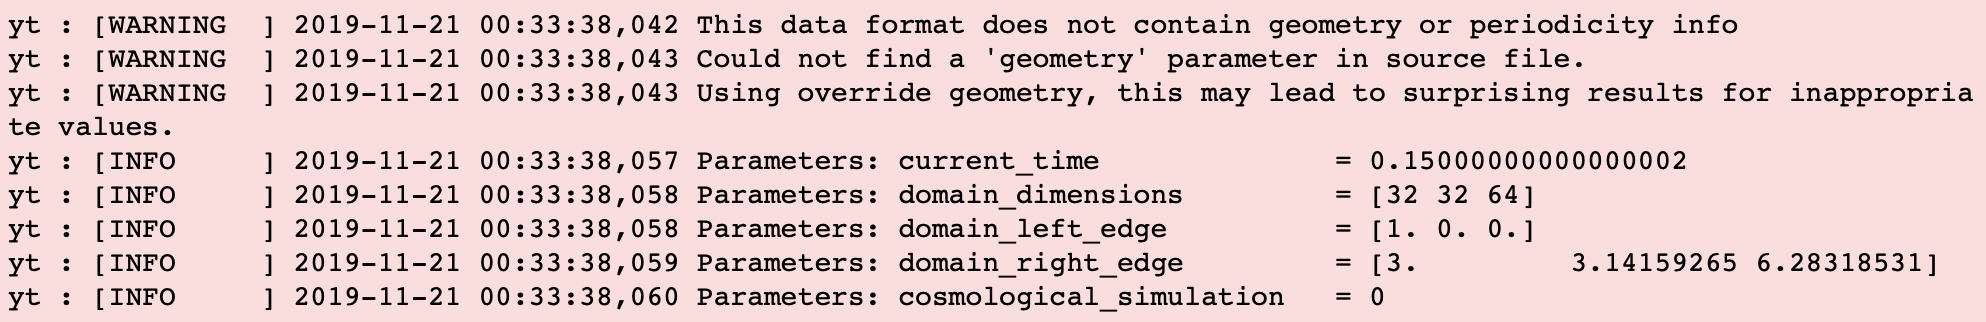 yt : [WARNING  ] 2019-11-21 00:33:38,042 This data format does not contain geometry or periodicity info
yt : [WARNING  ] 2019-11-21 00:33:38,043 Could not find a 'geometry' parameter in source file.
yt : [WARNING  ] 2019-11-21 00:33:38,043 Using override geometry, this may lead to surprising results for inappropria
te values.
yt : [INFO     ] 2019-11-21 00:33:38,057 Parameters: current_time              = 0.15000000000000002
yt : [INFO     ] 2019-11-21 00:33:38,058 Parameters: domain_dimensions         = [32 32 64]
yt : [INFO     ] 2019-11-21 00:33:38,058 Parameters: domain_left_edge          = [1. 0. 0.]
yt : [INFO     ] 2019-11-21 00:33:38,059 Parameters: domain_right_edge         = [3.         3.14159265 6.28318531]
yt : [INFO     ] 2019-11-21 00:33:38,060 Parameters: cosmological_simulation   = 0